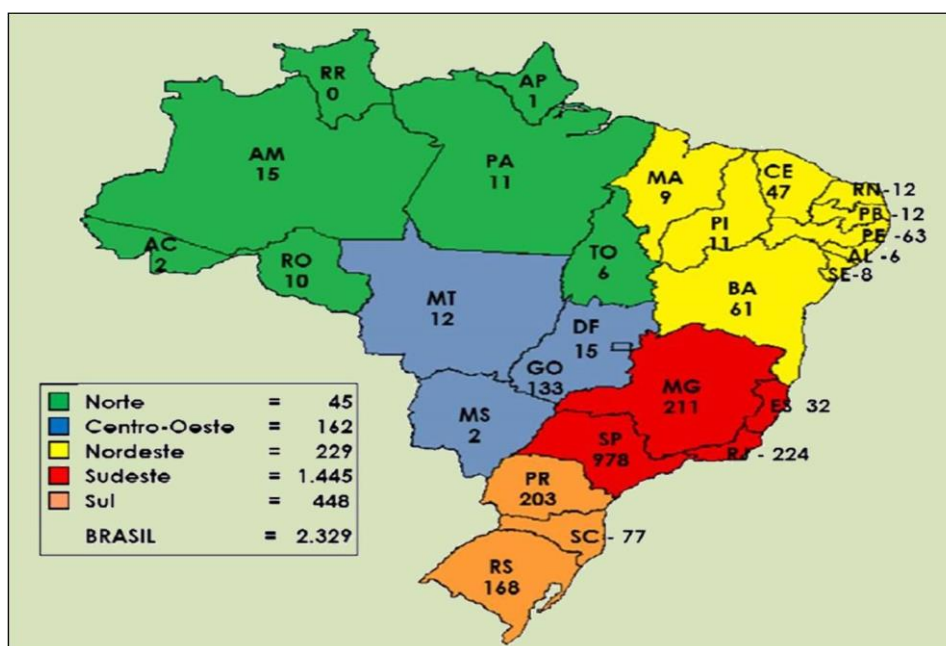 RR
0
AP
1
AM
15
PA
11
MA
9
CE
47
RN-12
PB -12
PE -63
AL -6
SE-8
PI
11
AC
2
RO
10
TO
6
BA
61
MT
12
DF
15
GO
133
MG
211
ES 32
MS
2
SP
978
RJ - 224
PR
203
SC - 77
RS
168
Norte = 45
Centro-Oeste = 162
Nordeste = 229
Sudeste = 1.445
Sul = 448
BRASIL = 2.329